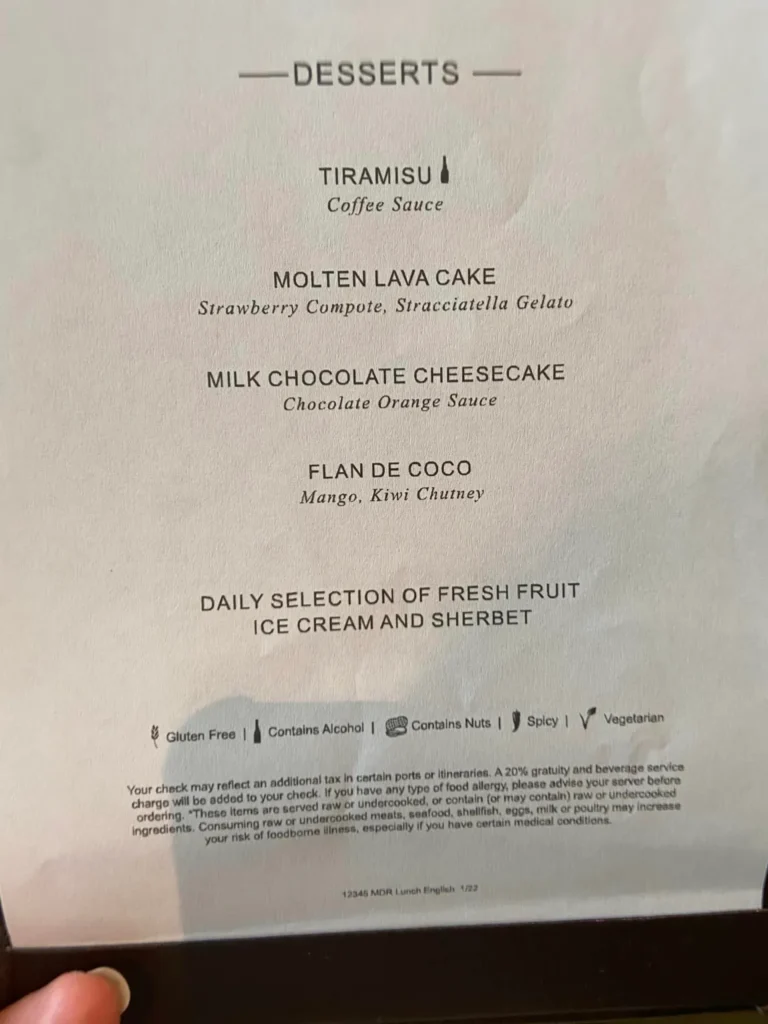 DESSERTS
TIRAMISU
Coffee Sauce
MOLTEN LAVA CAKE
Strawberry Compote, Stracciatella Gelato
MILK CHOCOLATE CHEESECAKE
Chocolate Orange Sauce
FLAN DE COCO
Mango, Kiwi Chutney
DAILY SELECTION OF FRESH FRUIT
ICE CREAM AND SHERBET
Gluten Free | Contains Alcohol | Contains Nuts | Spicy | Vegetarian
Your check may reflect an additional tax in certain ports or itineraries. A 20% gratuity and beverage service
charge will be added to your check. If you have any type of food allergy, please advise your server before
ordering. *These items are served raw or undercooked, or contain (or may contain) raw or undercooked
ingredients. Consuming raw or undercooked meats, seafood, shellfish, eggs, milk or poultry may increase
your risk of foodborne illness, especially if you have certain medical conditions.
12345 MDR Lunch English 1/22